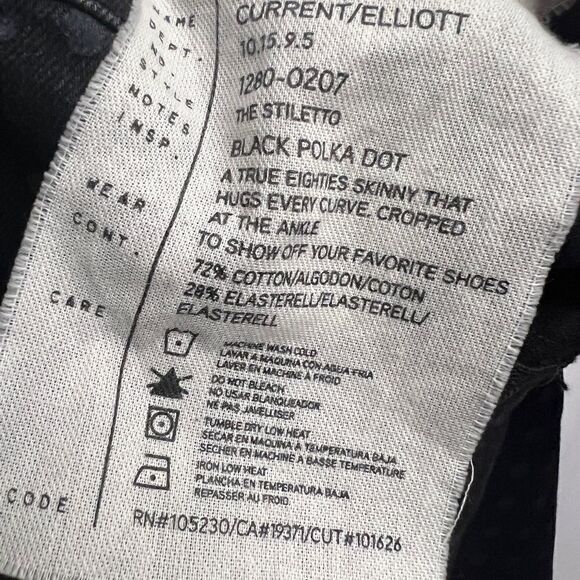 NAME
CURRENT/ELLIOTT
DEPT.
10.15.9.5
NO.
1280-0207
STYLE
THE STILETTO
NOTES
BLACK POLKA DOT
INSP.
WEAR
A TRUE EIGHTIES SKINNY THAT
HUGS EVERY CURVE. CROPPED
AT THE ANKLE
TO SHOW OFF YOUR FAVORITE SHOES
CONT.
72% COTTON/ALGODON/COTON
28% ELASTERELL/ELASTERELL/
ELASTERELL
CARE
MACHINE WASH COLD
LAVAR A MAQUINA CON AGUA FRIA
LAVER EN MACHINE À FROID
DO NOT BLEACH
NO USAR BLANQUEADOR
NE PAS JAVELLISER
TUMBLE DRY LOW HEAT
SECAR EN MAQUINA A TEMPERATURA BAJA
SECHER EN MACHINE A BASSE TEMPERATURE
IRON LOW HEAT
PLANCHA EN TEMPERATURA BAJA
REPASSER AU FROID
CODE
RN#105230/CA#19371/CUT#101626